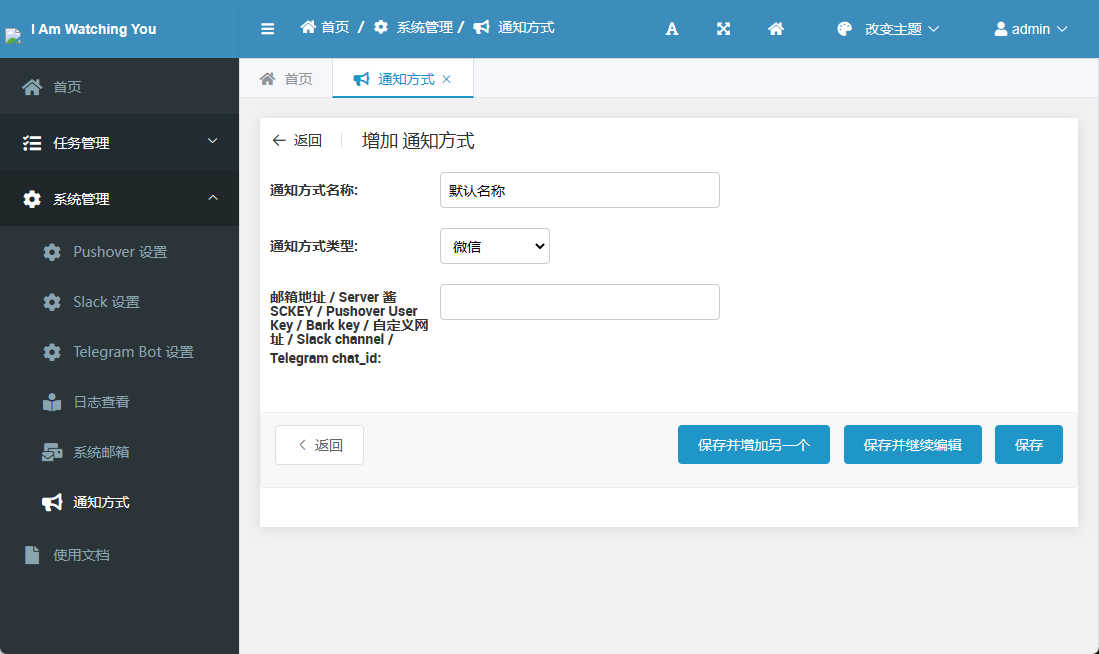 I Am Watching You
首页 / 系统管理 / 通知方式
A
改变主题
admin
首页
任务管理
系统管理
Pushover 设置
Slack 设置
Telegram Bot 设置
日志查看
系统邮箱
通知方式
使用文档
首页
通知方式 ×
← 返回
增加 通知方式
通知方式名称:
默认名称
通知方式类型:
微信
邮箱地址 / Server 酱
SCKEY / Pushover User
Key / Bark key / 自定义网
址 / Slack channel /
Telegram chat_id:
返回
保存并增加另一个
保存并继续编辑
保存